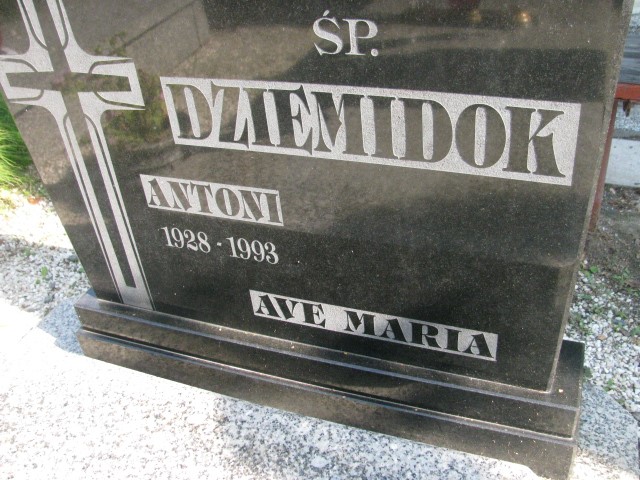 ŚP.
DZIEMIDOK
ANTONI
1928 - 1993
AVE MARIA